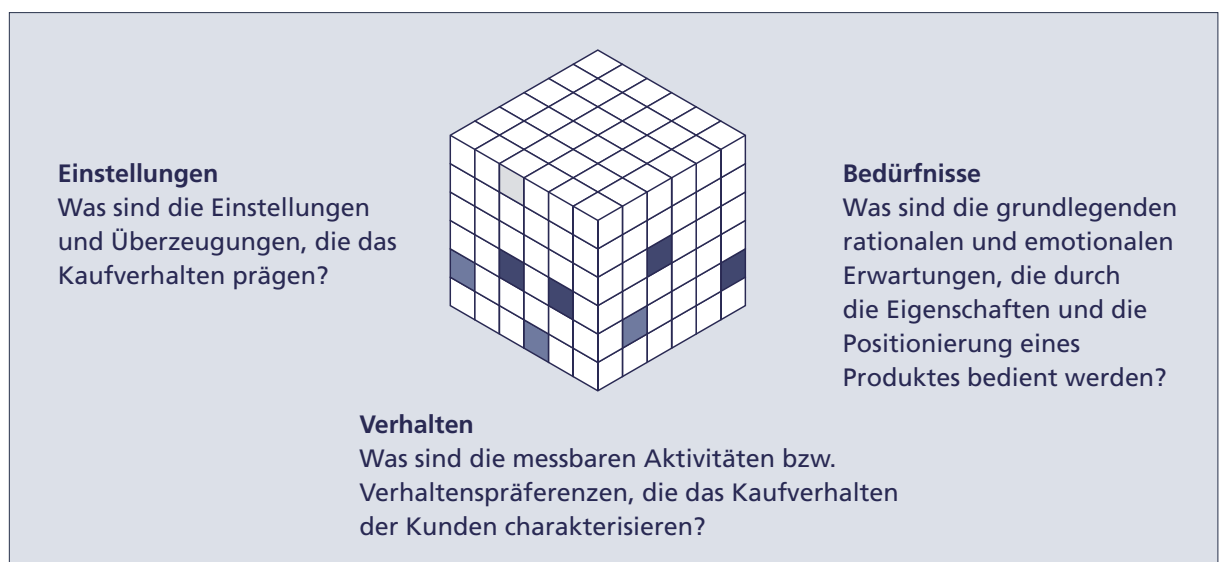 Einstellungen
Was sind die Einstellungen
und Überzeugungen, die das
Kaufverhalten prägen?
Bedürfnisse
Was sind die grundlegenden
rationalen und emotionalen
Erwartungen, die durch
die Eigenschaften und die
Positionierung eines
Produktes bedient werden?
Verhalten
Was sind die messbaren Aktivitäten bzw.
Verhaltenspräferenzen, die das Kaufverhalten
der Kunden charakterisieren?